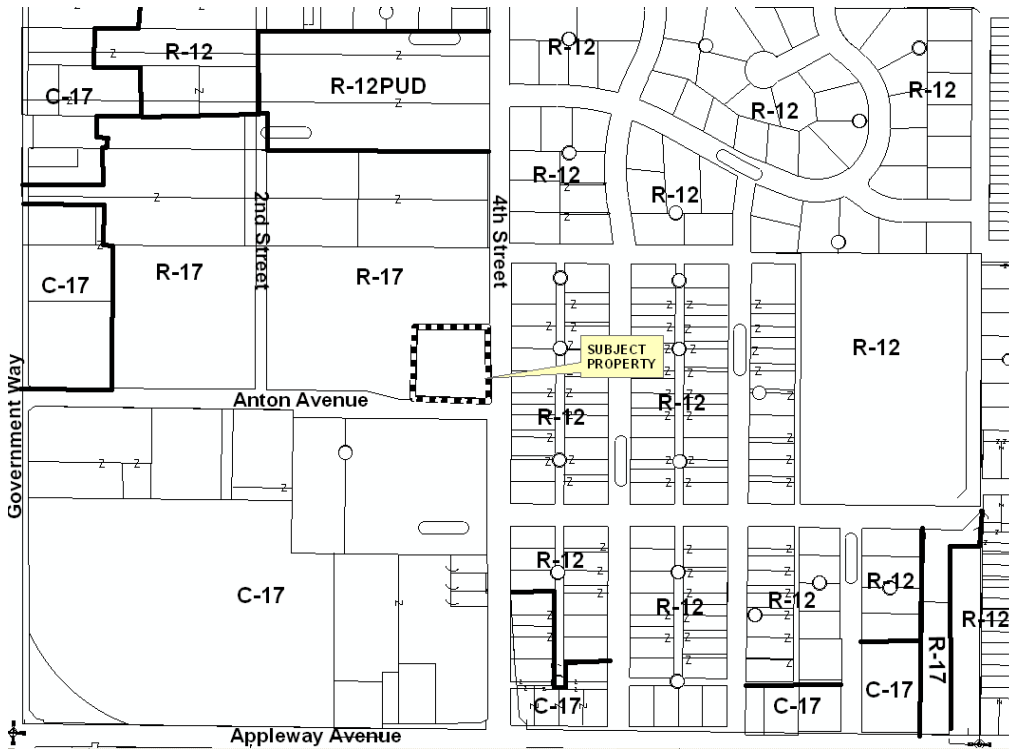 R-12
R-12
C-17
R-12PUD
R-12
R-12
R-12
R-12
2nd Street
4th Street
C-17
R-17
R-17
SUBJECT
PROPERTY
R-12
Government Way
Anton Avenue
R-12
R-12
R-12
C-17
R-12
R-12
R-12
R-12
R-17
C-17
C-17
C-17
Appleway Avenue